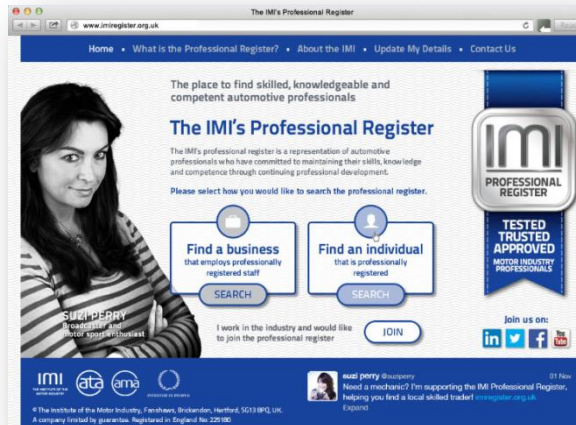 The IMI's Professional Register
www.imiregister.org.uk
Home • What is the Professional Register? • About the IMI • Update My Details • Contact Us
The place to find skilled, knowledgeable and
competent automotive professionals
The IMI's Professional Register
The IMI's professional register is a representation of automotive
professionals who have committed to maintaining their skills, knowledge
and competence through continuing professional development.
Please select how you would like to search the professional register.
Find a business
that employs professionally
registered staff
SEARCH
Find an individual
that is professionally
registered
SEARCH
I work in the industry and would like
to join the professional register
JOIN
SUZI PERRY
Broadcaster and
motor sport enthusiast
IMI
PROFESSIONAL
REGISTER
TESTED
TRUSTED
APPROVED
MOTOR INDUSTRY
PROFESSIONALS
Join us on:
in
f
You
Tube
IMI
ata
ama
INVESTORS IN PEOPLE
© The Institute of the Motor Industry, Fanshaws, Brickendon, Hertford, SG13 8PQ, UK.
A company limited by guarantee. Registered in England No: 225180
suzi perry @suziperry
01 Nov
Need a mechanic? I'm supporting the IMI Professional Register,
helping you find a local skilled trader! imiregister.org.uk
Expand